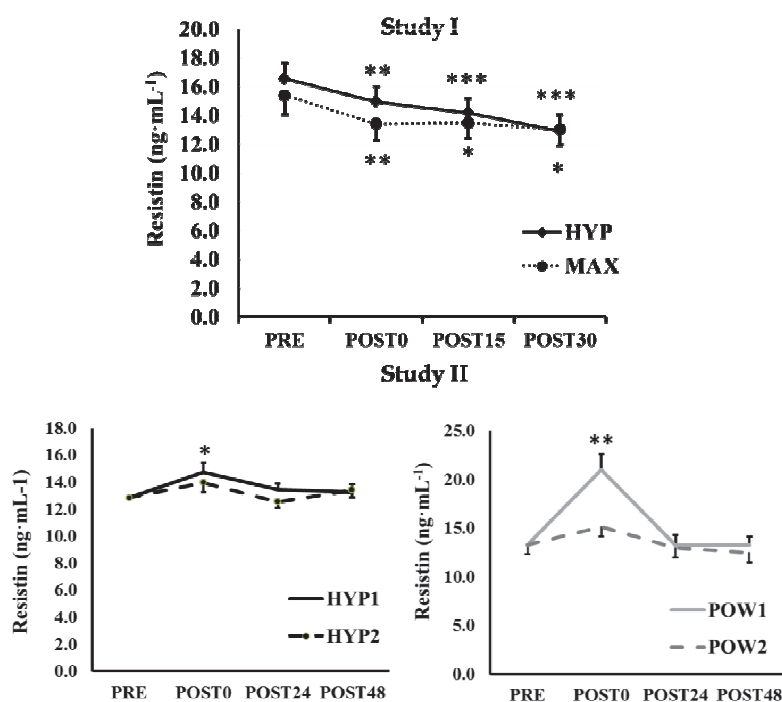 Study I
Resistin (ng·mL-1)
20.0
18.0
16.0
14.0
12.0
10.0
8.0
6.0
4.0
2.0
0.0
** *** ***
** * *
HYP
MAX
PRE POST0 POST15 POST30
Study II
Resistin (ng·mL-1)
18.0
16.0
14.0
12.0
10.0
8.0
6.0
4.0
2.0
0.0
*
HYP1
HYP2
PRE POST0 POST24 POST48
Resistin (ng·mL-1)
25.0
20.0
15.0
10.0
5.0
0.0
**
POW1
POW2
PRE POST0 POST24 POST48